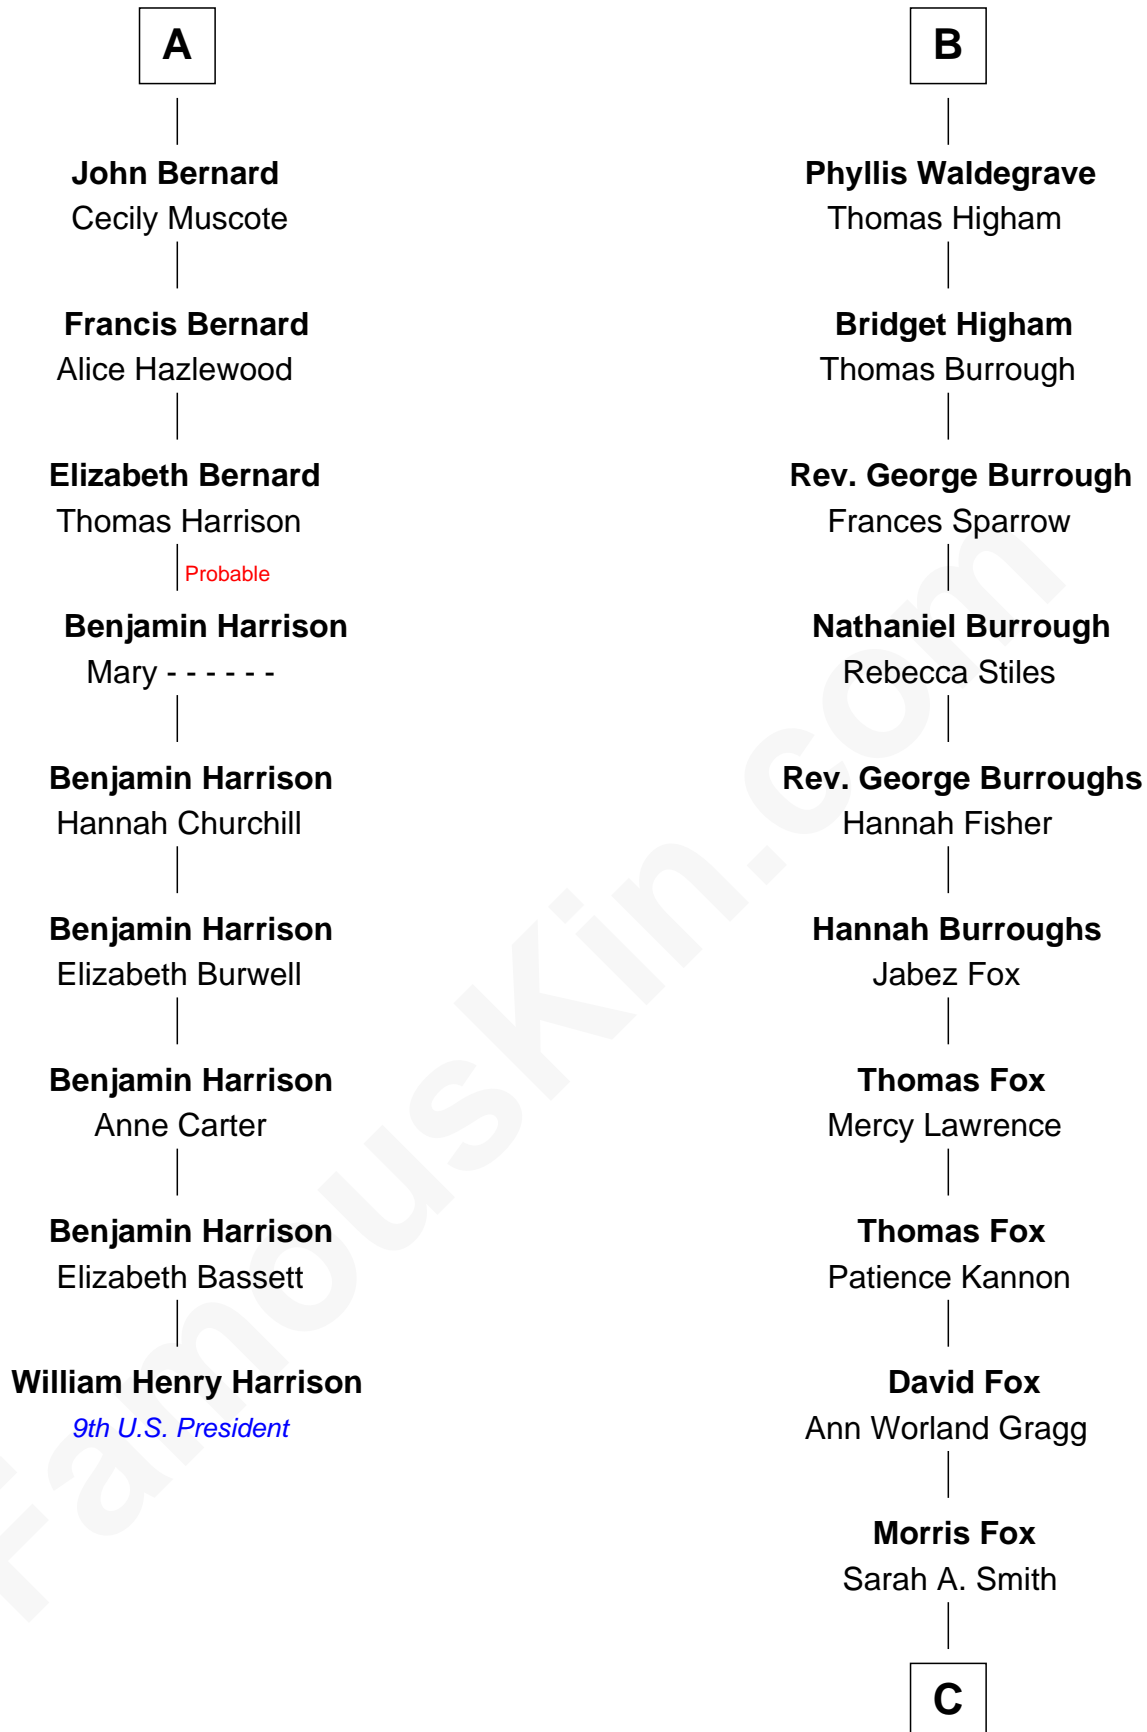 A
John Bernard
Cecily Muscote
Francis Bernard
Alice Hazlewood
Elizabeth Bernard
Thomas Harrison
Probable
Benjamin Harrison
Mary - - - - - -
Benjamin Harrison
Hannah Churchill
Benjamin Harrison
Elizabeth Burwell
Benjamin Harrison
Anne Carter
Benjamin Harrison
Elizabeth Bassett
William Henry Harrison
9th U.S. President
B
Phyllis Waldegrave
Thomas Higham
Bridget Higham
Thomas Burrough
Rev. George Burrough
Frances Sparrow
Nathaniel Burrough
Rebecca Stiles
Rev. George Burroughs
Hannah Fisher
Hannah Burroughs
Jabez Fox
Thomas Fox
Mercy Lawrence
Thomas Fox
Patience Kannon
David Fox
Ann Worland Gragg
Morris Fox
Sarah A. Smith
C
FamousKin.com